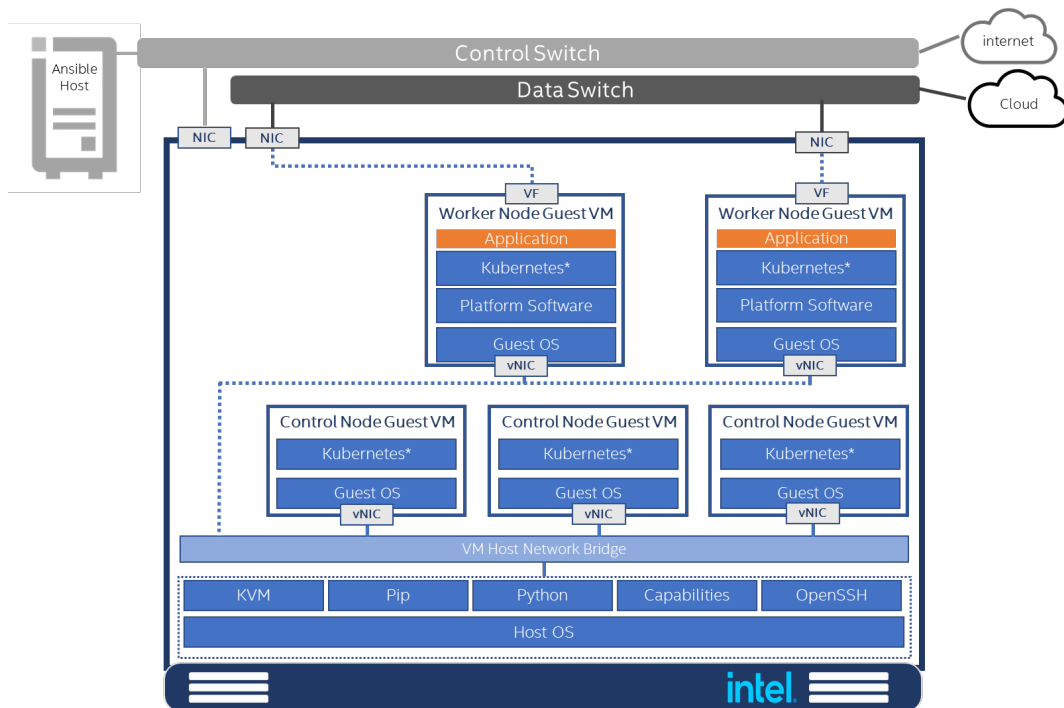 Ansible
Host
Control Switch
internet
Data Switch
Cloud
NIC
NIC
NIC
VF
VF
Worker Node Guest VM
Worker Node Guest VM
Application
Application
Kubernetes*
Kubernetes*
Platform Software
Platform Software
Guest OS
Guest OS
vNIC
vNIC
Control Node Guest VM
Control Node Guest VM
Control Node Guest VM
Kubernetes*
Kubernetes*
Kubernetes*
Guest OS
Guest OS
Guest OS
vNIC
vNIC
vNIC
VM Host Network Bridge
KVM
Pip
Python
Capabilities
OpenSSH
Host OS
intel.